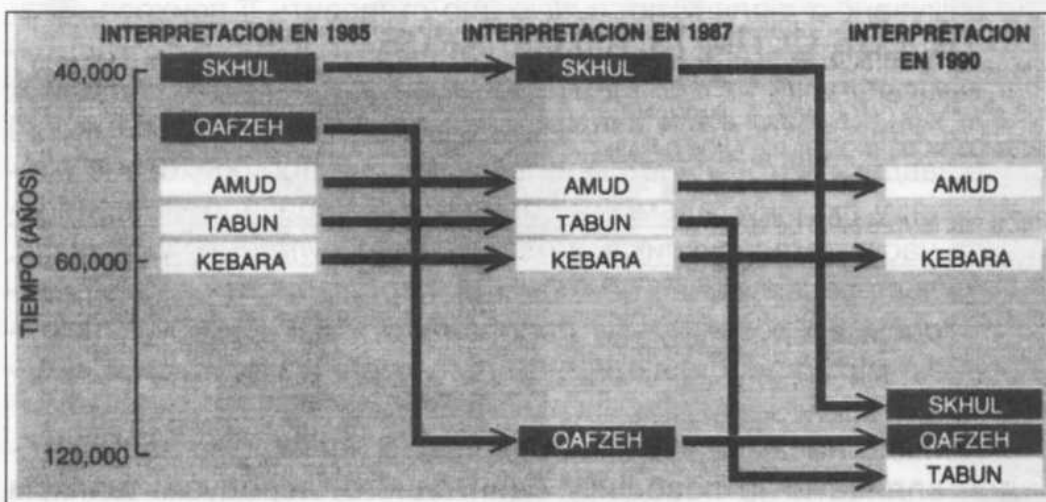 INTERPRETACION EN 1985
INTERPRETACION EN 1987
INTERPRETACION
EN 1990
TIEMPO (AÑOS)
40,000
60,000
120,000
SKHUL
QAFZEH
AMUD
TABUN
KEBARA
SKHUL
AMUD
TABUN
KEBARA
QAFZEH
AMUD
KEBARA
SKHUL
QAFZEH
TABUN